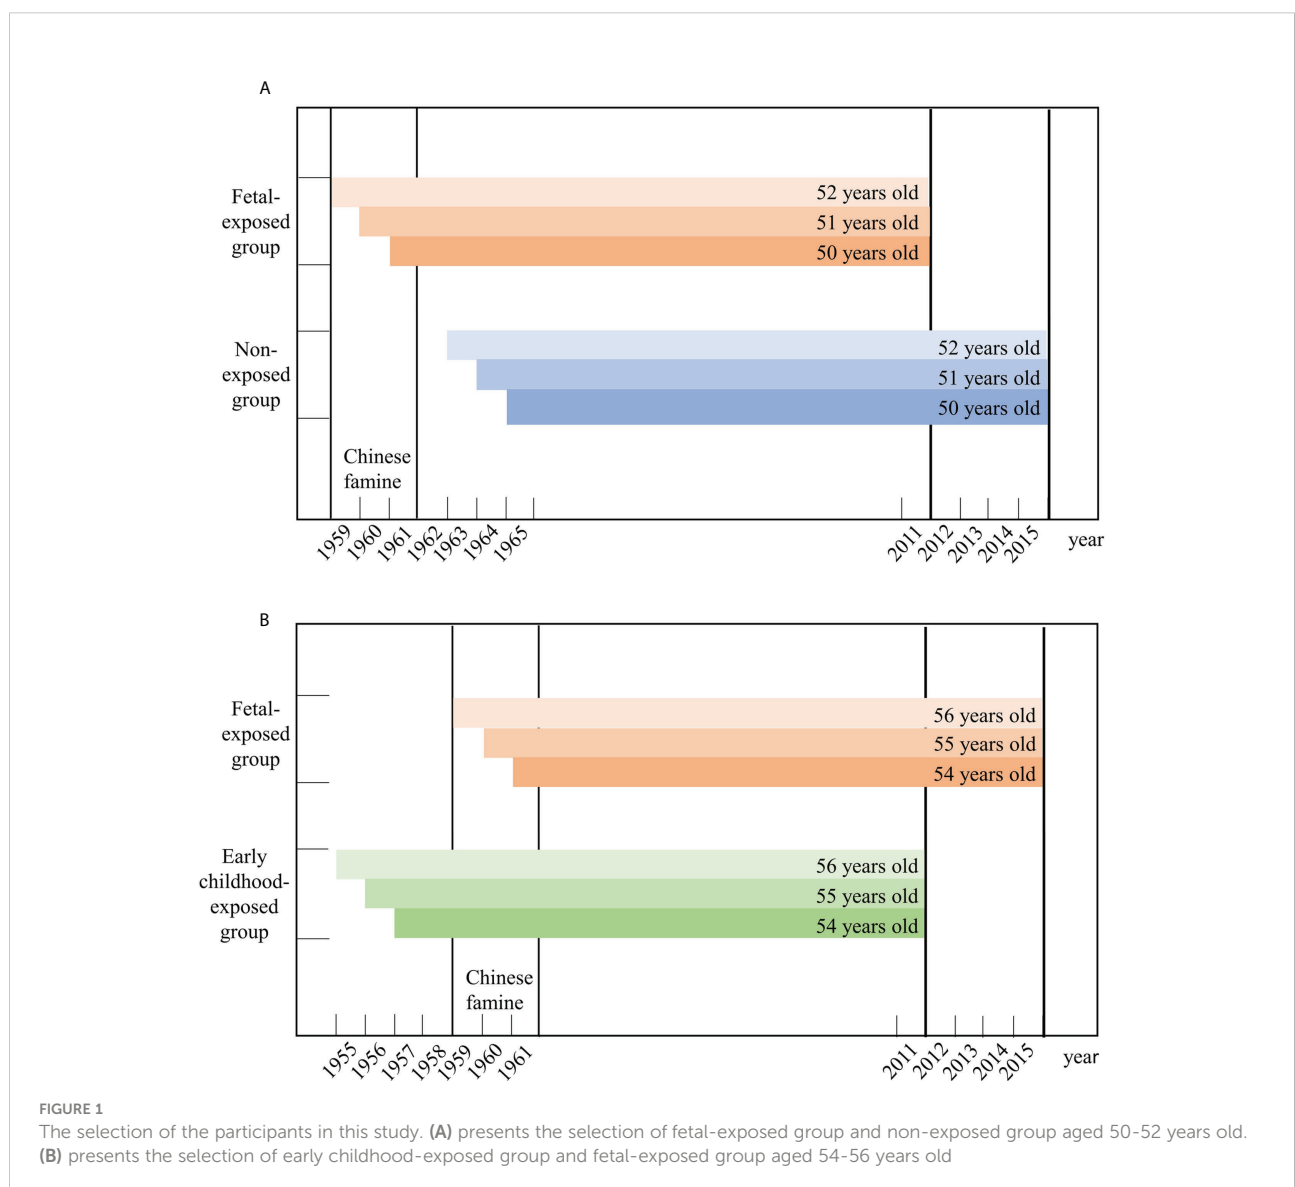 A
Fetal-
exposed
group
52 years old
51 years old
50 years old
Non-
exposed
group
52 years old
51 years old
50 years old
Chinese
famine
1959 1960 1961 1962 1963 1964 1965 2011 2012 2013 2014 2015 year
B
Fetal-
exposed
group
56 years old
55 years old
54 years old
Early
childhood-
exposed
group
56 years old
55 years old
54 years old
Chinese
famine
1955 1956 1957 1958 1959 1960 1961 2011 2012 2013 2014 2015 year
FIGURE 1
The selection of the participants in this study. (A) presents the selection of fetal-exposed group and non-exposed group aged 50-52 years old.
(B) presents the selection of early childhood-exposed group and fetal-exposed group aged 54-56 years old